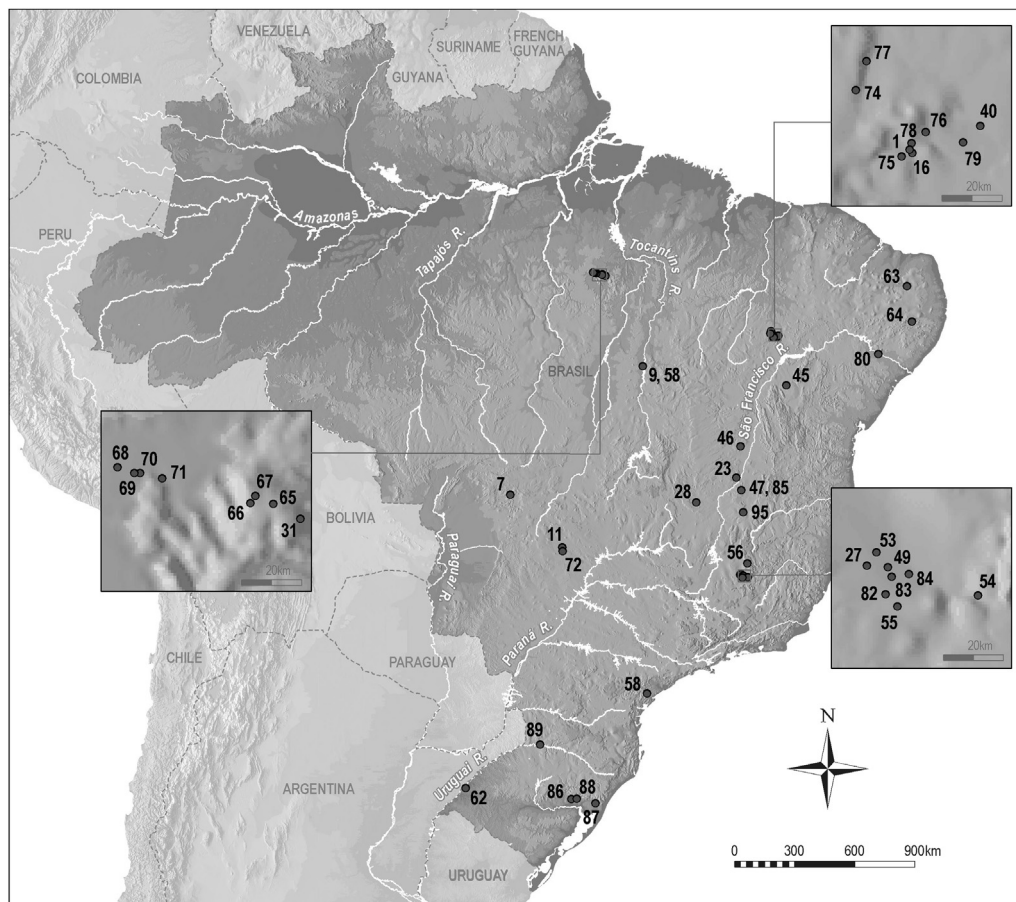 VENEZUELA
SURINAME
FRENCH
GUYANA
COLOMBIA
GUYANA
PERU
Amazonas R.
Tapajós R.
Tocantins R.
BRASIL
São Francisco R.
BOLIVIA
Paraguai R.
CHILE
PARAGUAY
Paraná R.
Uruguai R.
ARGENTINA
URUGUAY
63
64
80
45
9, 58
46
23
47, 85
95
28
7
11
72
56
58
89
62
86
88
87
77
74
40
76
78
1
75
16
79
20km
68
70
69
71
67
66
65
31
20km
53
27
49
84
54
82
83
55
20km
N
0 300 600 900km